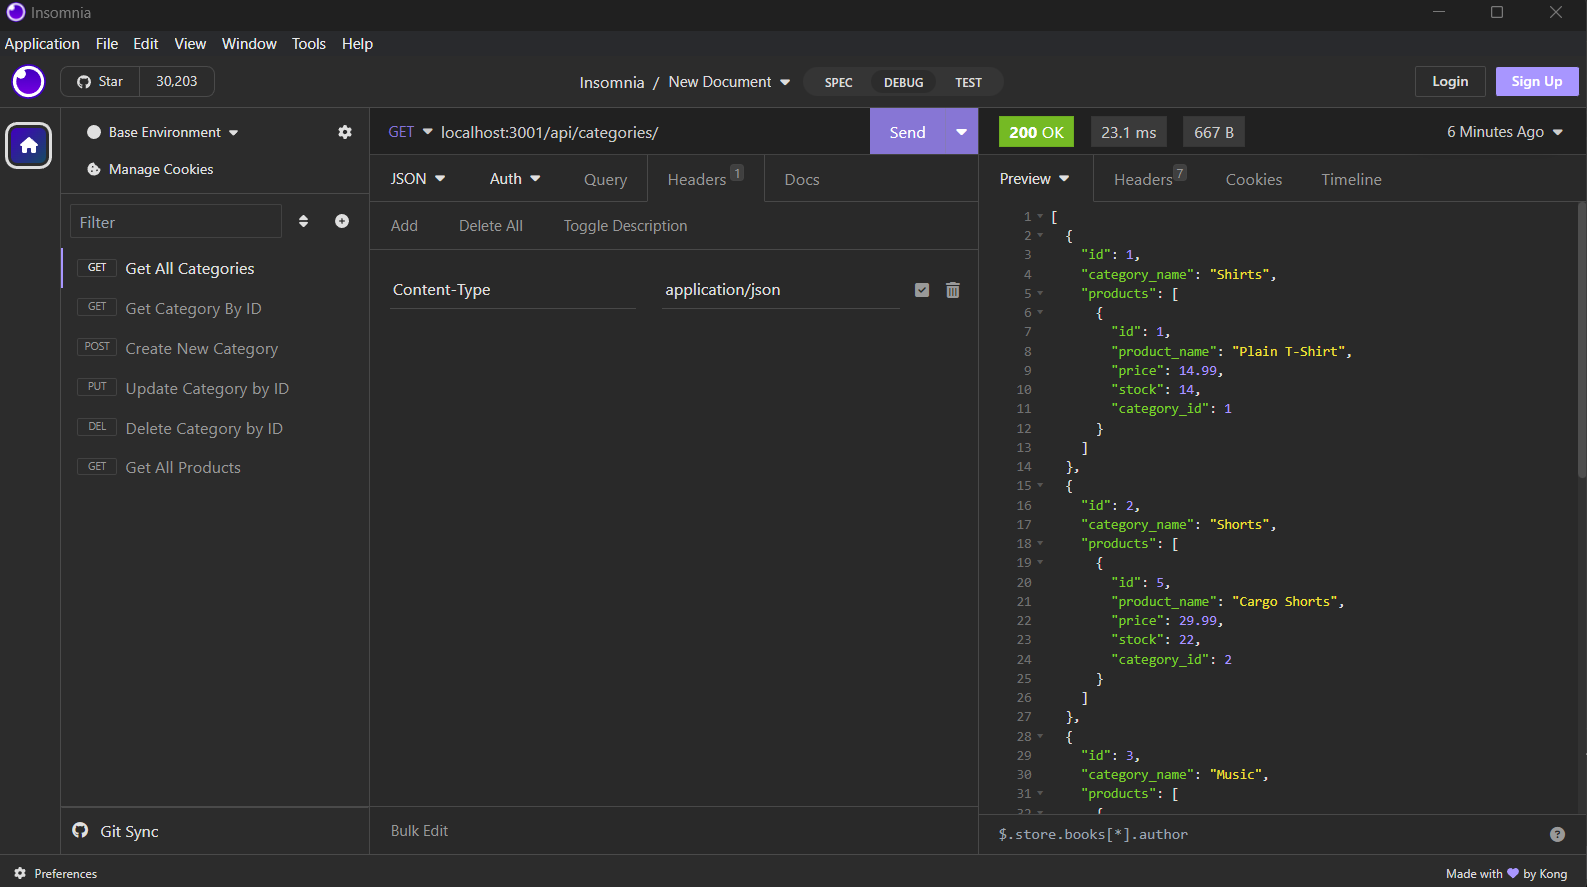 Insomnia
Application File Edit View Window Tools Help
Star 30,203
Insomnia / New Document
SPEC DEBUG TEST
Login Sign Up
Base Environment
Manage Cookies
Filter
GET Get All Categories
GET Get Category By ID
POST Create New Category
PUT Update Category by ID
DEL Delete Category by ID
GET Get All Products
Git Sync
GET localhost:3001/api/categories/ Send
JSON Auth Query Headers 1 Docs
Add Delete All Toggle Description
Content-Type application/json
Bulk Edit
200 OK 23.1 ms 667 B 6 Minutes Ago
Preview Headers 7 Cookies Timeline
1 [
2 {
3 "id": 1,
4 "category_name": "Shirts",
5 "products": [
6 {
7 "id": 1,
8 "product_name": "Plain T-Shirt",
9 "price": 14.99,
10 "stock": 14,
11 "category_id": 1
12 }
13 ]
14 },
15 {
16 "id": 2,
17 "category_name": "Shorts",
18 "products": [
19 {
20 "id": 5,
21 "product_name": "Cargo Shorts",
22 "price": 29.99,
23 "stock": 22,
24 "category_id": 2
25 }
26 ]
27 },
28 {
29 "id": 3,
30 "category_name": "Music",
31 "products": [
32 {
$.store.books[*].author
Preferences
Made with 💜 by Kong